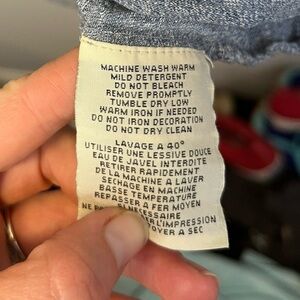 MACHINE WASH WARM
MILD DETERGENT
DO NOT BLEACH
REMOVE PROMPTLY
TUMBLE DRY LOW
WARM IRON IF NEEDED
DO NOT IRON DECORATION
DO NOT DRY CLEAN
LAVAGE A 40°
UTILISER UNE LESSIVE DOUCE
EAU DE JAVEL INTERDITE
RETIRER RAPIDEMENT
DE LA MACHINE A LAVER
SECHAGE EN MACHINE
BASSE TEMPERATURE
REPASSER A FER MOYEN
SI NECESSAIRE
NE L'IMPRESSION
A SEC